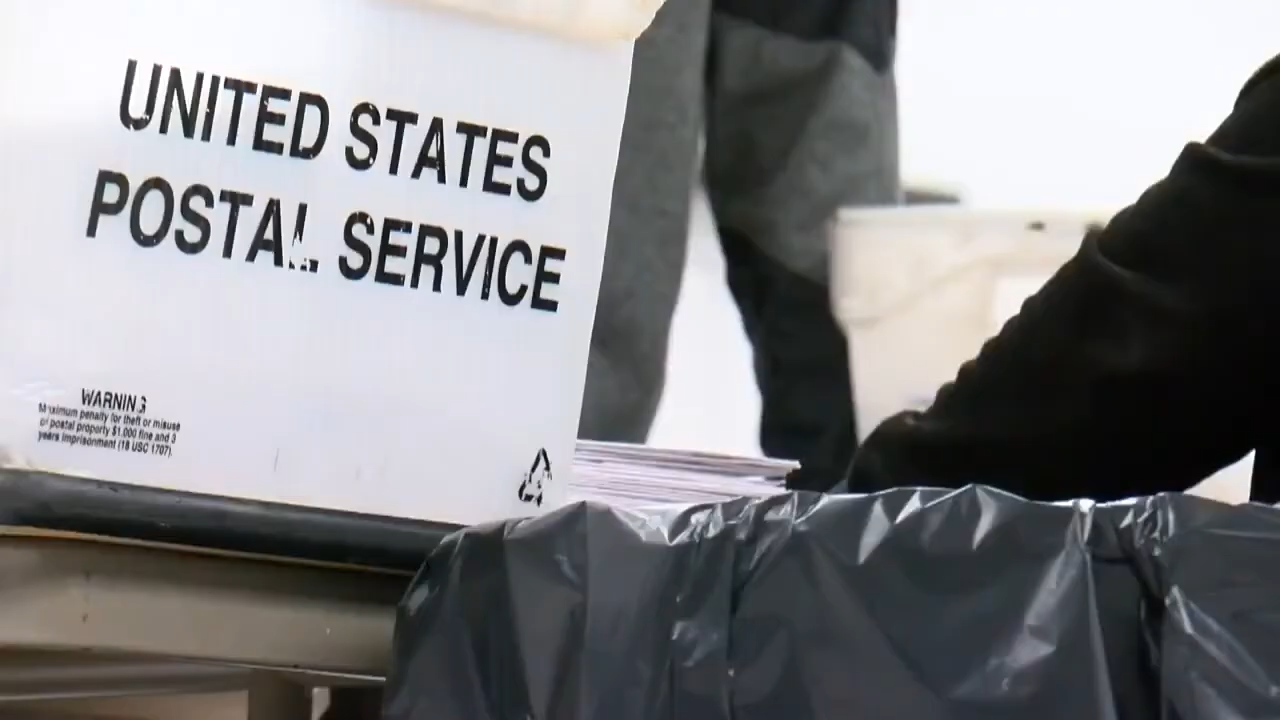 UNITED STATES
POSTAL SERVICE
WARNING
Maximum penalty for theft or misuse
of postal property $1,000 fine and 3
years imprisonment (18 USC 1707).